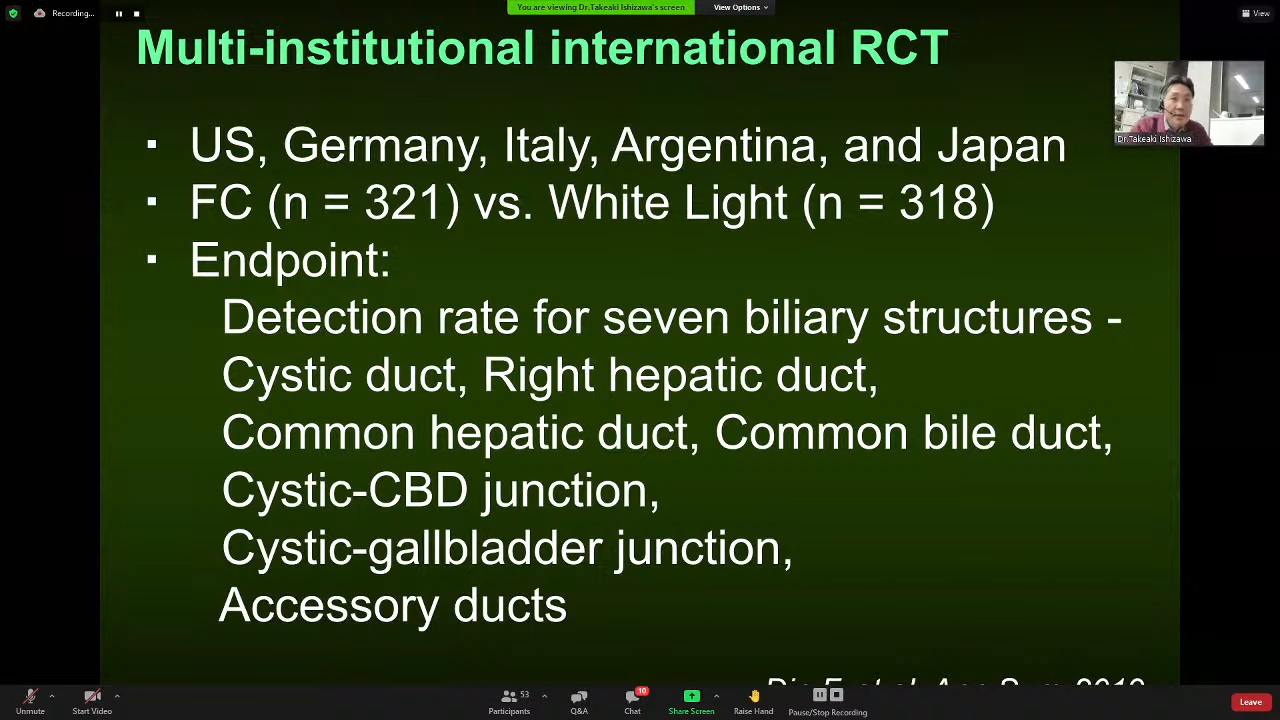 Recording...
You are viewing Dr.Takeaki Ishizawa's screen
View Options
View
Multi-institutional international RCT
Dr.Takeaki Ishizawa
▪ US, Germany, Italy, Argentina, and Japan
▪ FC (n = 321) vs. White Light (n = 318)
▪ Endpoint:
Detection rate for seven biliary structures -
Cystic duct, Right hepatic duct,
Common hepatic duct, Common bile duct,
Cystic-CBD junction,
Cystic-gallbladder junction,
Accessory ducts
Unmute
Start Video
53
Participants
Q&A
10
Chat
Share Screen
Raise Hand
Pause/Stop Recording
Leave